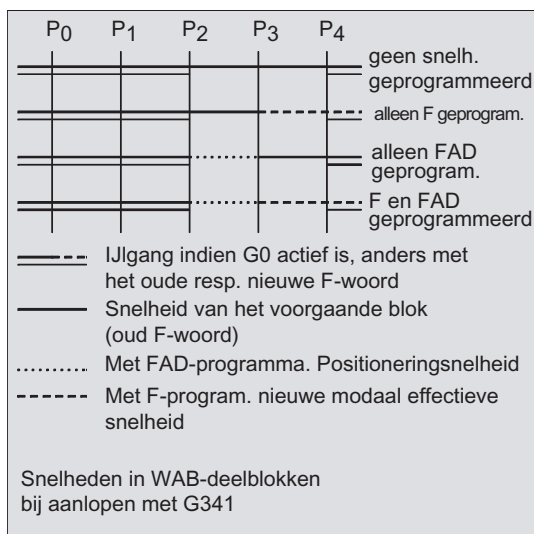 P0 P1 P2 P3 P4
geen snelh.
geprogrammeerd
alleen F geprogram.
alleen FAD
geprogram.
F en FAD
geprogrammeerd
IJlgang indien G0 actief is, anders met
het oude resp. nieuwe F-woord
Snelheid van het voorgaande blok
(oud F-woord)
Met FAD-programma. Positioneringsnelheid
Met F-program. nieuwe modaal effectieve
snelheid
Snelheden in WAB-deelblokken
bij aanlopen met G341